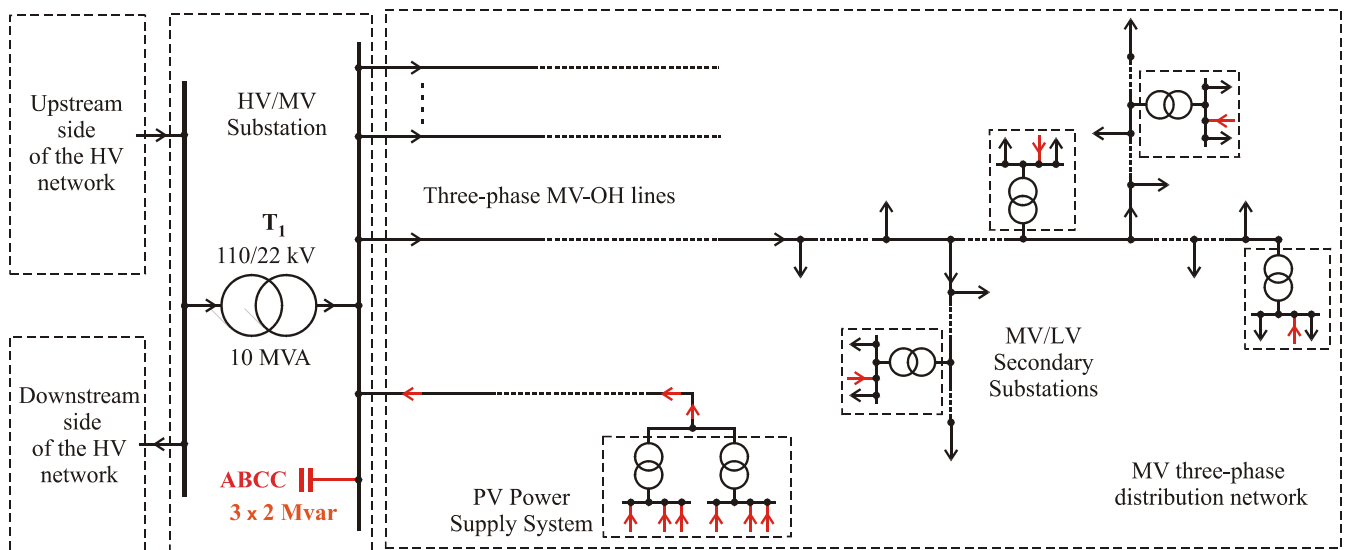 Upstream
side
of the HV
network
HV/MV
Substation
T1
110/22 kV
10 MVA
Downstream
side
of the HV
network
ABCC
3 x 2 Mvar
Three-phase MV-OH lines
MV/LV
Secondary
Substations
PV Power
Supply System
MV three-phase
distribution network